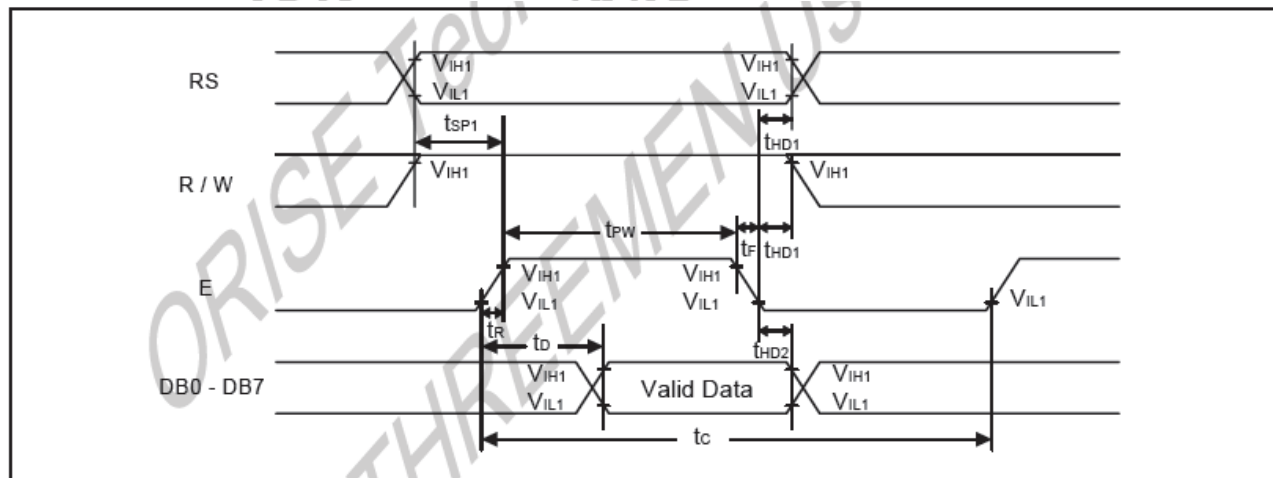 RS
VIH1
VIL1
VIH1
VIL1
tSP1
tHD1
R / W
VIH1
VIH1
tPW
tF
tHD1
E
VIH1
VIL1
VIH1
VIL1
VIL1
tR
tD
tHD2
DB0 - DB7
VIH1
VIL1
Valid Data
VIH1
VIL1
tC
ORISE Tech
THREEMEN Us